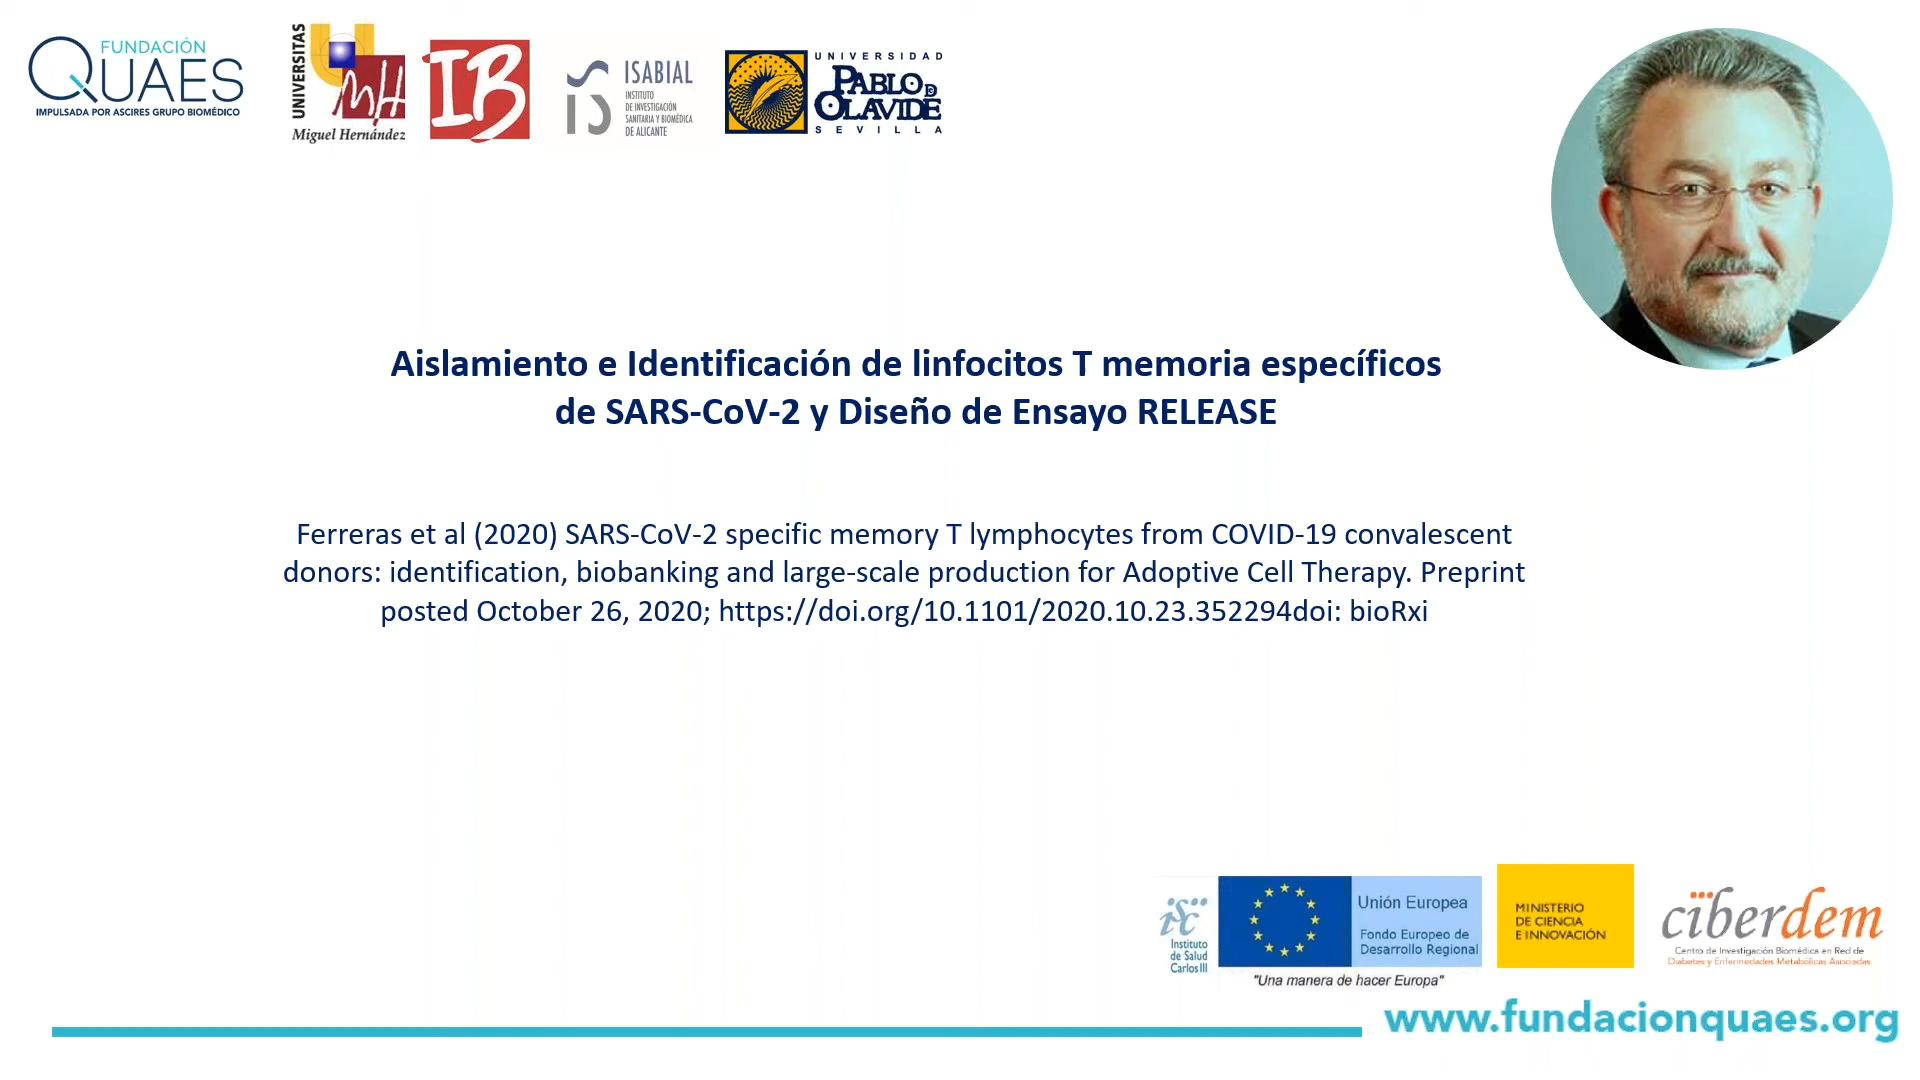 FUNDACIÓN
QUAES
IMPULSADA POR ASCIRES GRUPO BIOMÉDICO
UNIVERSITAS
MH
Miguel Hernández
IB
ISABIAL
INSTITUTO
DE INVESTIGACIÓN
SANITARIA Y BIOMÉDICA
DE ALICANTE
UNIVERSIDAD
PABLO DE
OLAVIDE
SEVILLA
Aislamiento e Identificación de linfocitos T memoria específicos
de SARS-CoV-2 y Diseño de Ensayo RELEASE
Ferreras et al (2020) SARS-CoV-2 specific memory T lymphocytes from COVID-19 convalescent
donors: identification, biobanking and large-scale production for Adoptive Cell Therapy. Preprint
posted October 26, 2020; https://doi.org/10.1101/2020.10.23.352294doi: bioRxi
isc
Instituto
de Salud
Carlos III
Unión Europea
Fondo Europeo de
Desarrollo Regional
"Una manera de hacer Europa"
MINISTERIO
DE CIENCIA
E INNOVACIÓN
ciberdem
Centro de Investigación Biomédica en Red de
Diabetes y Enfermedades Metabólicas Asociadas
www.fundacionquaes.org